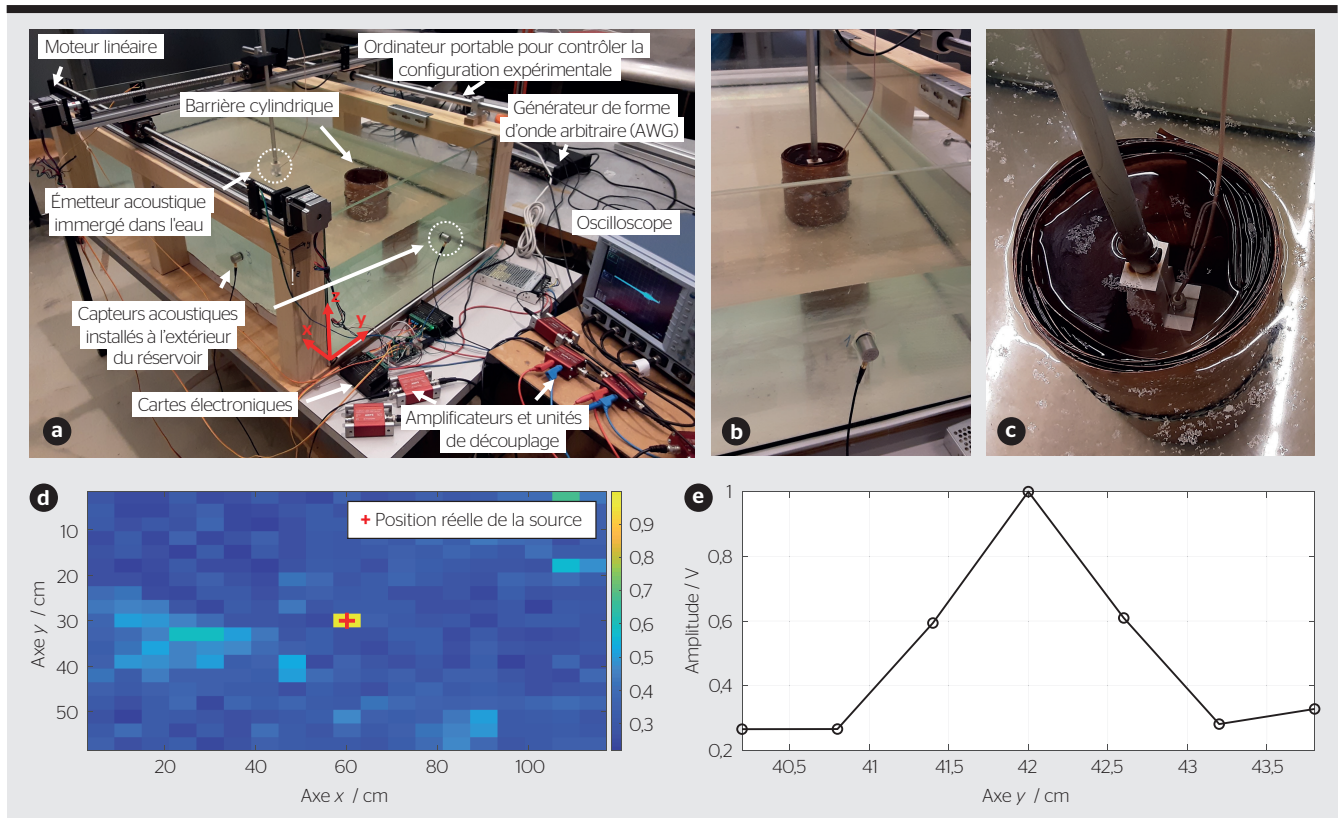 Moteur linéaire
Ordinateur portable pour contrôler la
configuration expérimentale
Barrière cylindrique
Générateur de forme
d'onde arbitraire (AWG)
Émetteur acoustique
immergé dans l'eau
Oscilloscope
Capteurs acoustiques
installés à l'extérieur
du réservoir
z
x
y
Cartes électroniques
Amplificateurs et unités
de découplage
a
b
c
d
+ Position réelle de la source
10
20
30
40
50
Axe y / cm
20
40
60
80
100
Axe x / cm
0,9
0,8
0,7
0,6
0,5
0,4
0,3
e
1
0,8
0,6
0,4
0,2
Amplitude / V
40,5
41
41,5
42
42,5
43
43,5
Axe y / cm